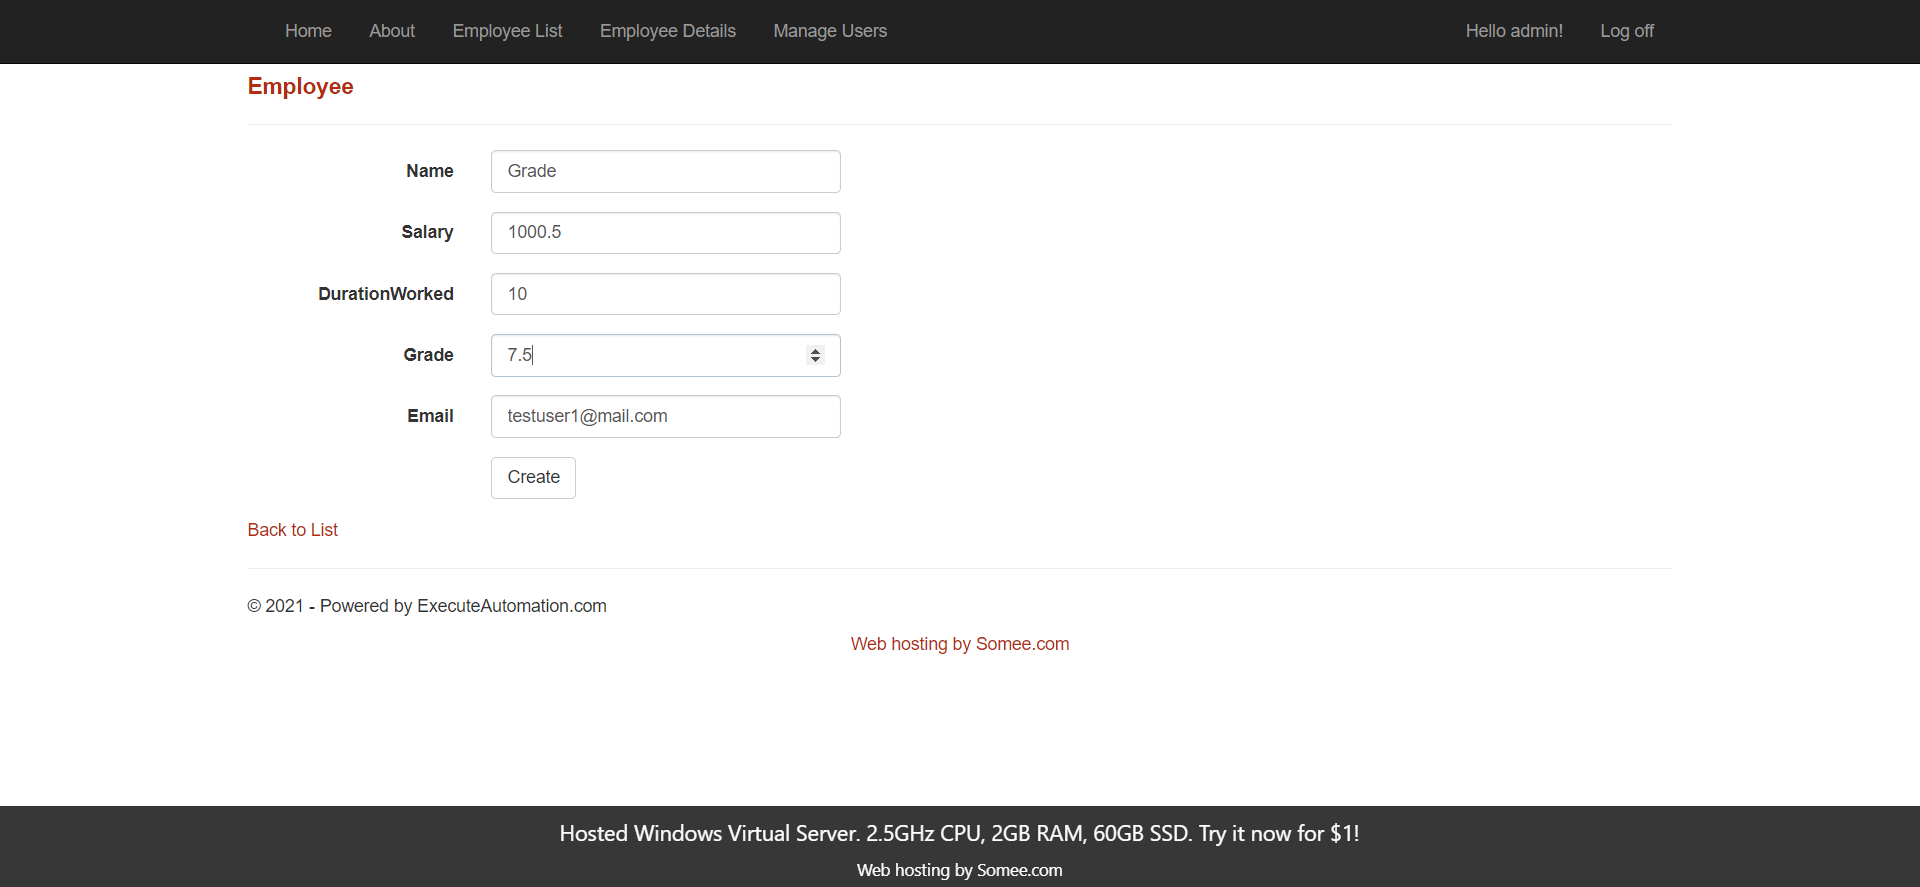 Home About Employee List Employee Details Manage Users Hello admin! Log off
Employee
Name Grade
Salary 1000.5
DurationWorked 10
Grade 7.5
Email testuser1@mail.com
Create
Back to List
© 2021 - Powered by ExecuteAutomation.com
Web hosting by Somee.com
Hosted Windows Virtual Server. 2.5GHz CPU, 2GB RAM, 60GB SSD. Try it now for $1!
Web hosting by Somee.com